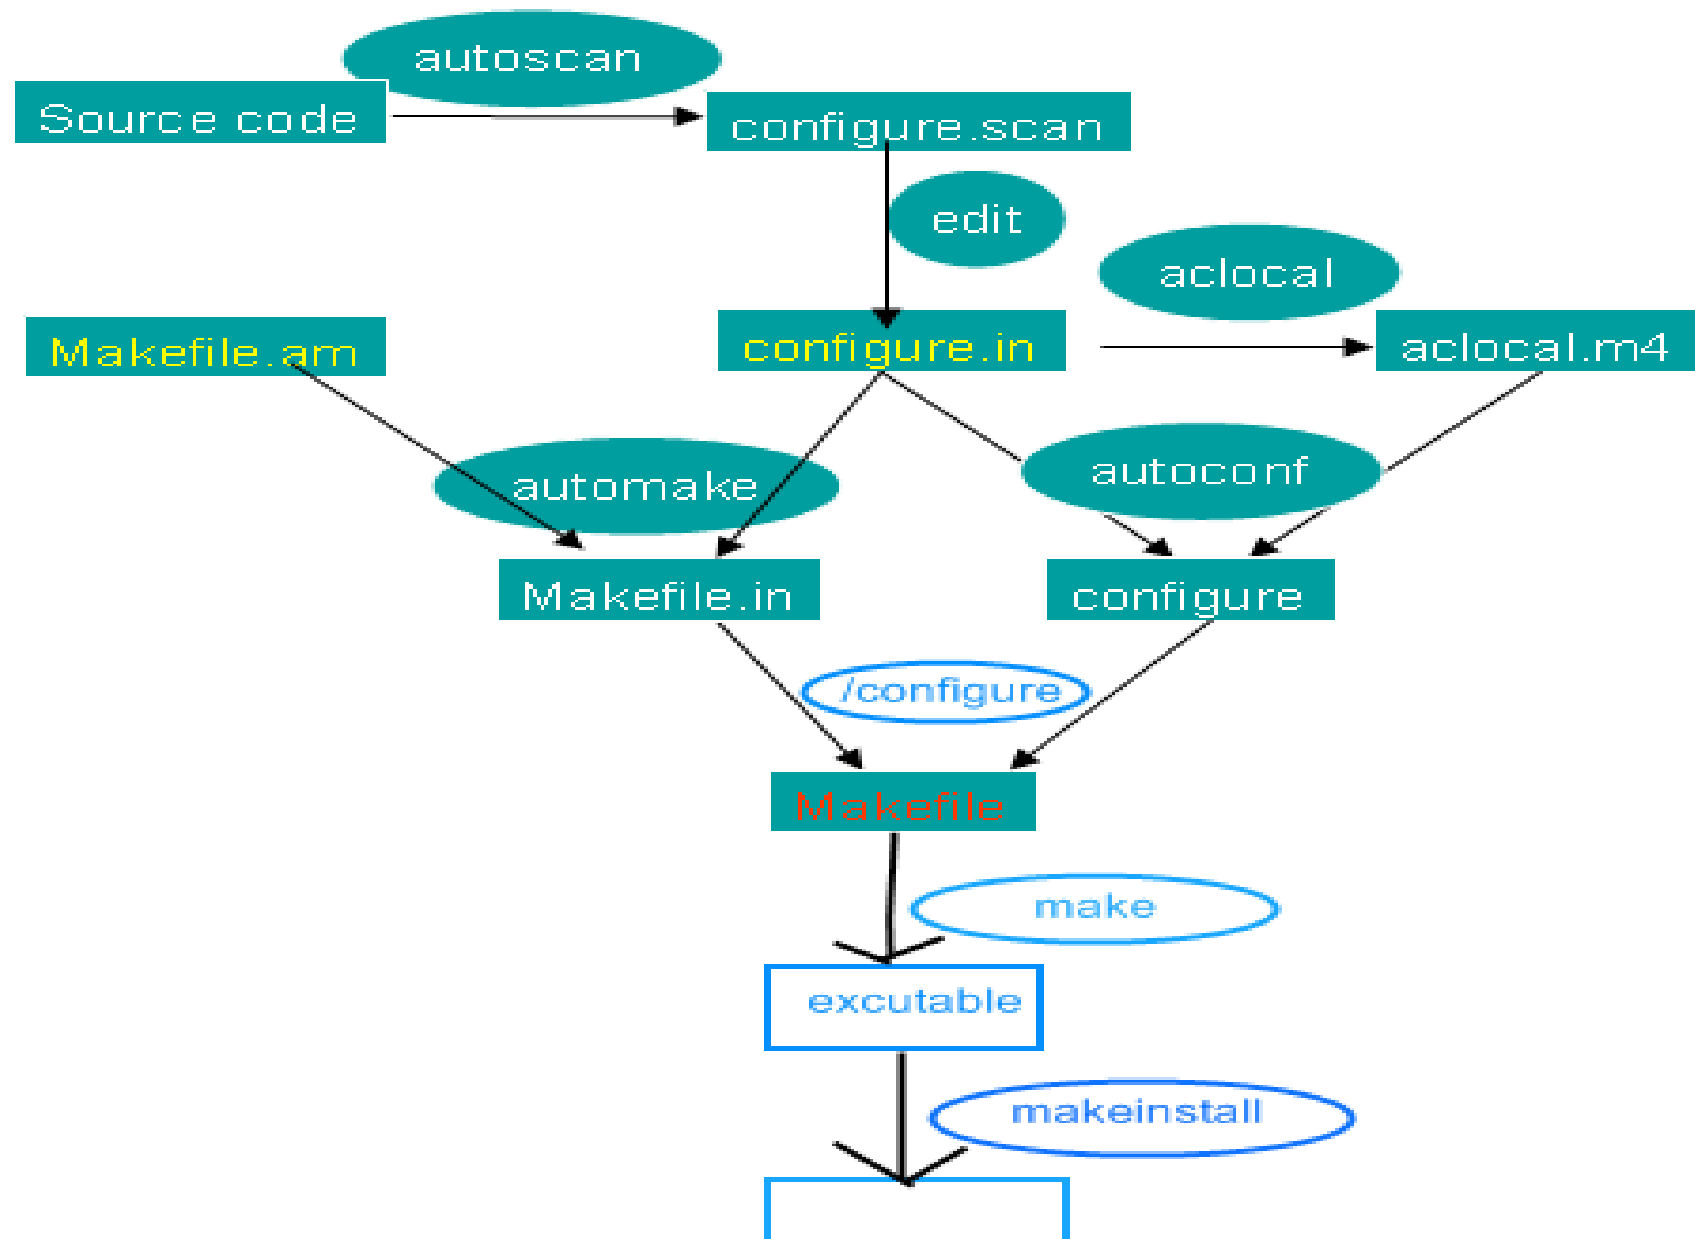 autoscan
Source code
configure.scan
edit
aclocal
Makefile.am
configure.in
aclocal.m4
automake
autoconf
Makefile.in
configure
/configure
Makefile
make
excutable
makeinstall